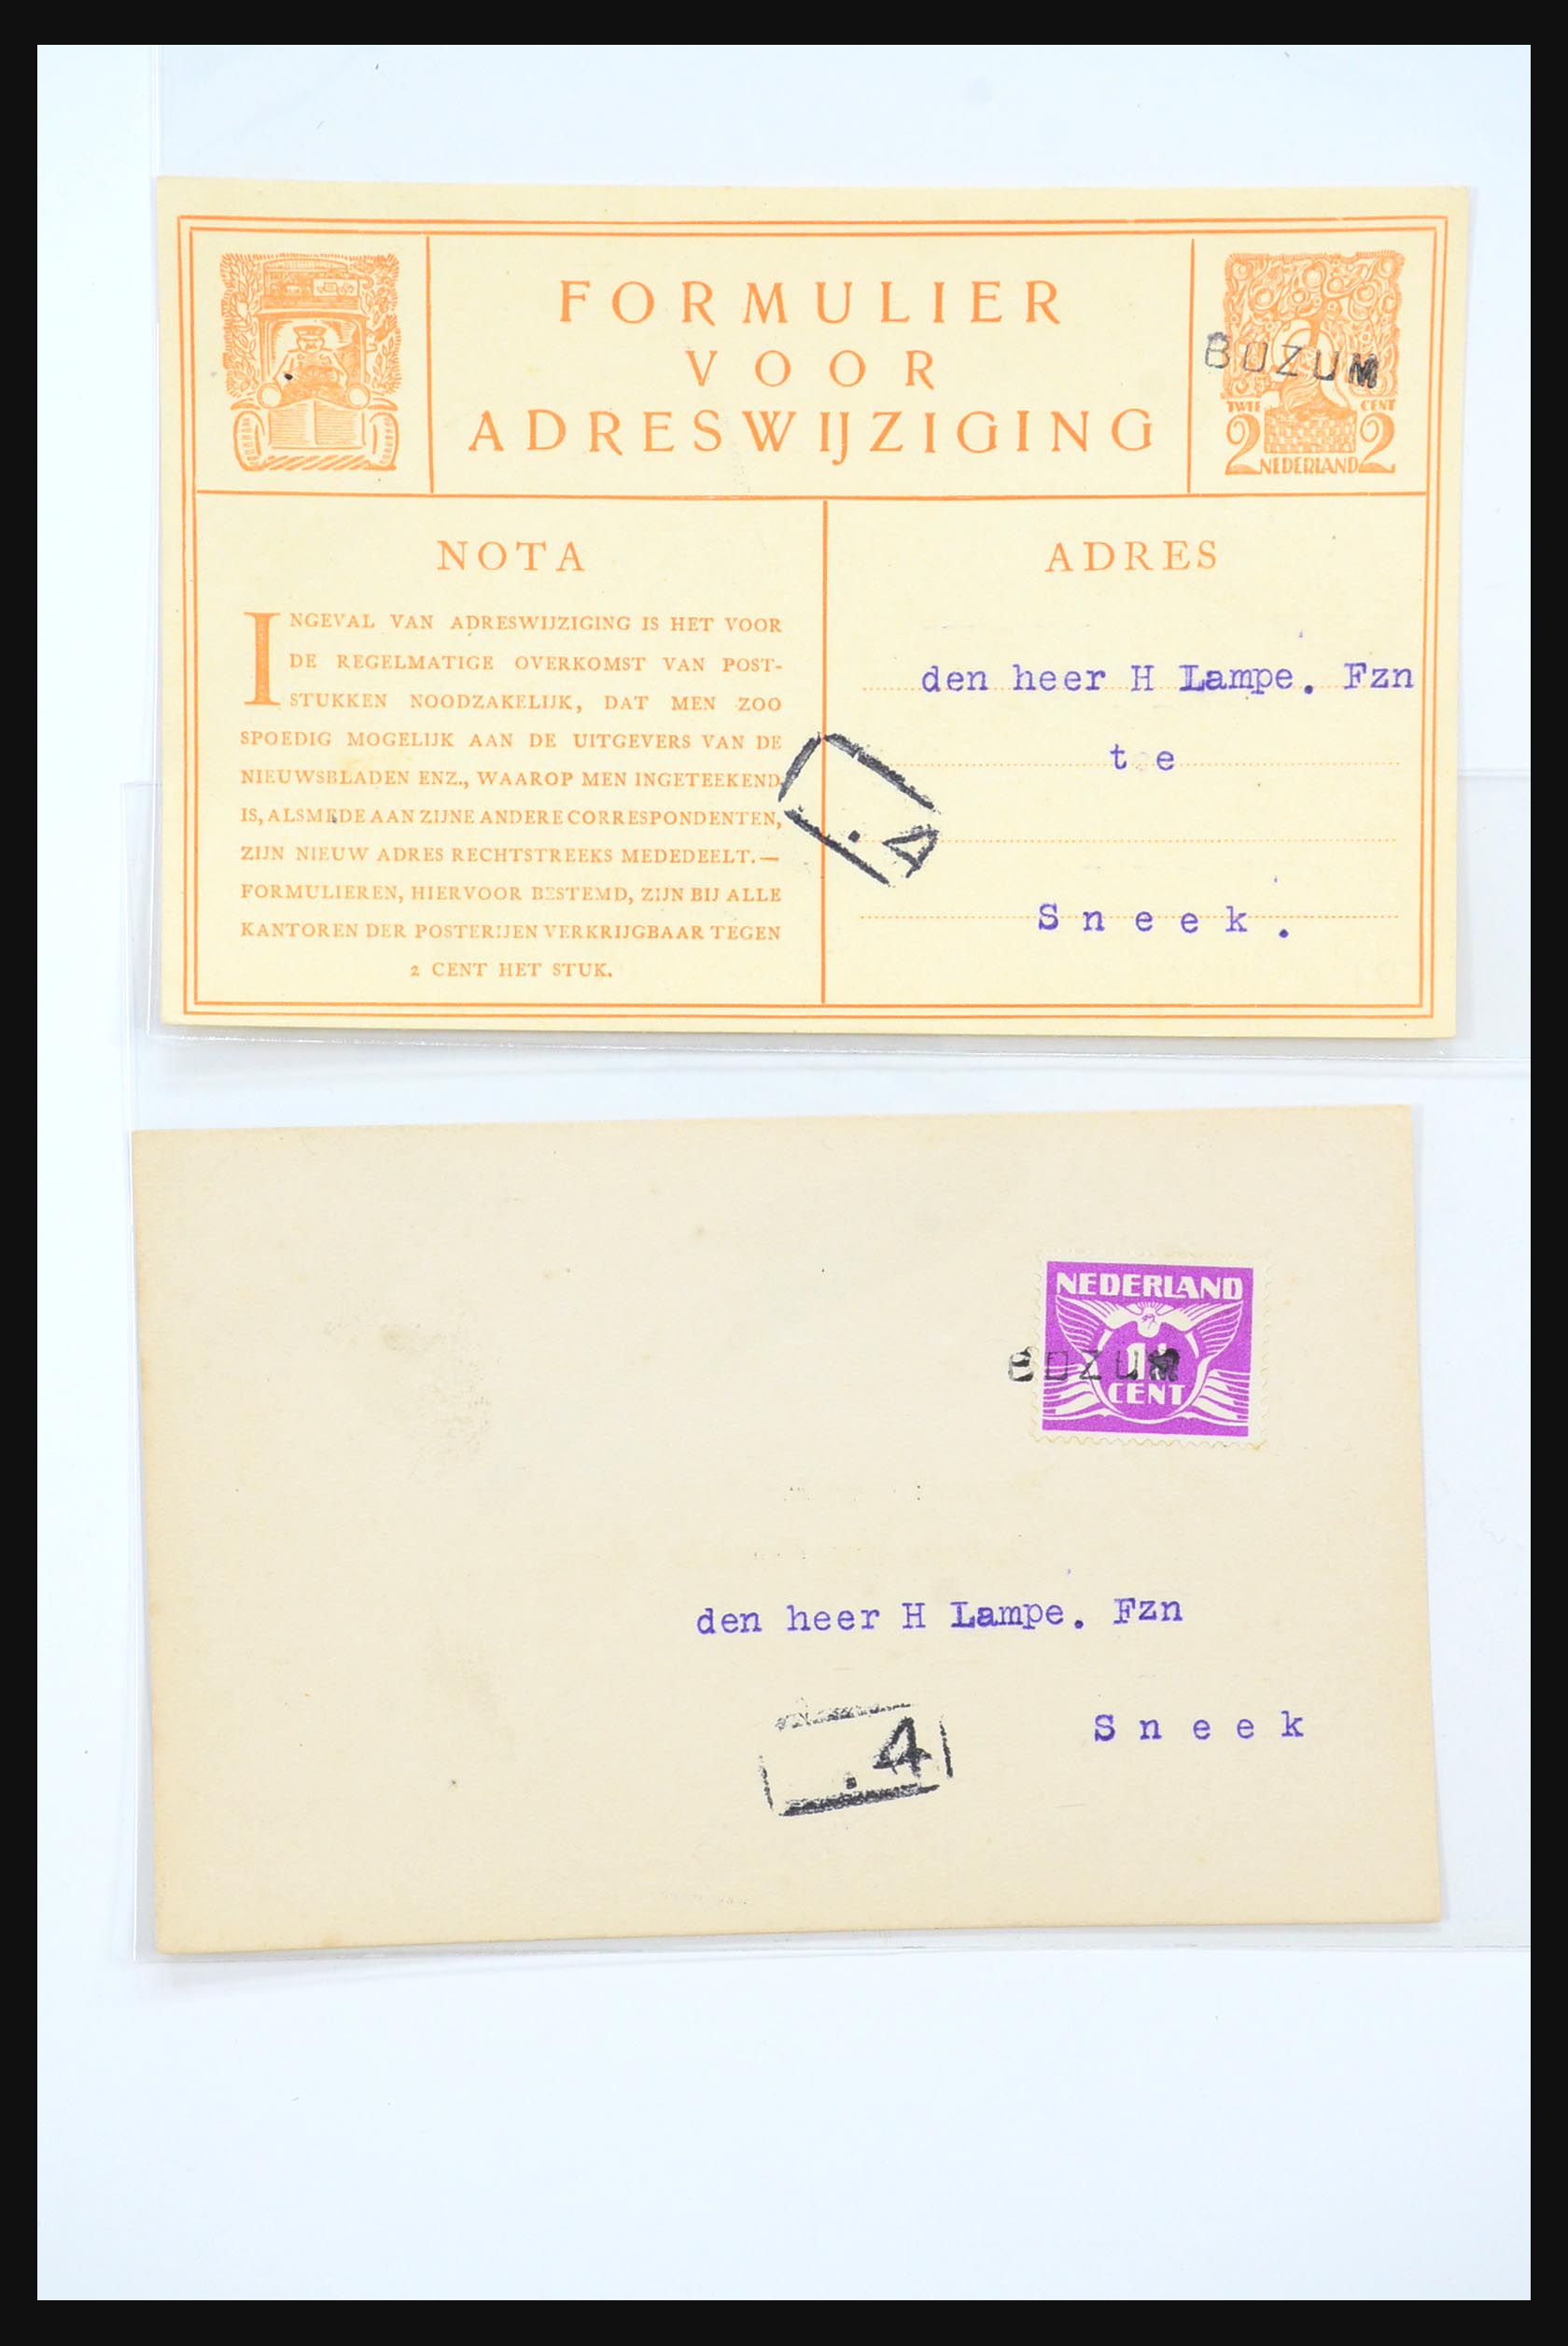 FORMULIER
VOOR
ADRESWIJZIGING
BOZUM
TWEE CENT
2 NEDERLAND 2
NOTA
INGEVAL VAN ADRESWIJZIGING IS HET VOOR
DE REGELMATIGE OVERKOMST VAN POST-
STUKKEN NOODZAKELIJK, DAT MEN ZOO
SPOEDIG MOGELIJK AAN DE UITGEVERS VAN DE
NIEUWSBLADEN ENZ., WAAROP MEN INGETEEKEND
IS, ALSMEDE AAN ZIJNE ANDERE CORRESPONDENTEN,
ZIJN NIEUW ADRES RECHTSTREEKS MEDEDEELT.—
FORMULIEREN, HIERVOOR BESTEMD, ZIJN BIJ ALLE
KANTOREN DER POSTERIJEN VERKRIJGBAAR TEGEN
2 CENT HET STUK.
ADRES
den heer H Lampe. Fzn
te
Sneek.
.4
NEDERLAND
1½
CENT
BOZUM
den heer H Lampe. Fzn
Sneek
.4